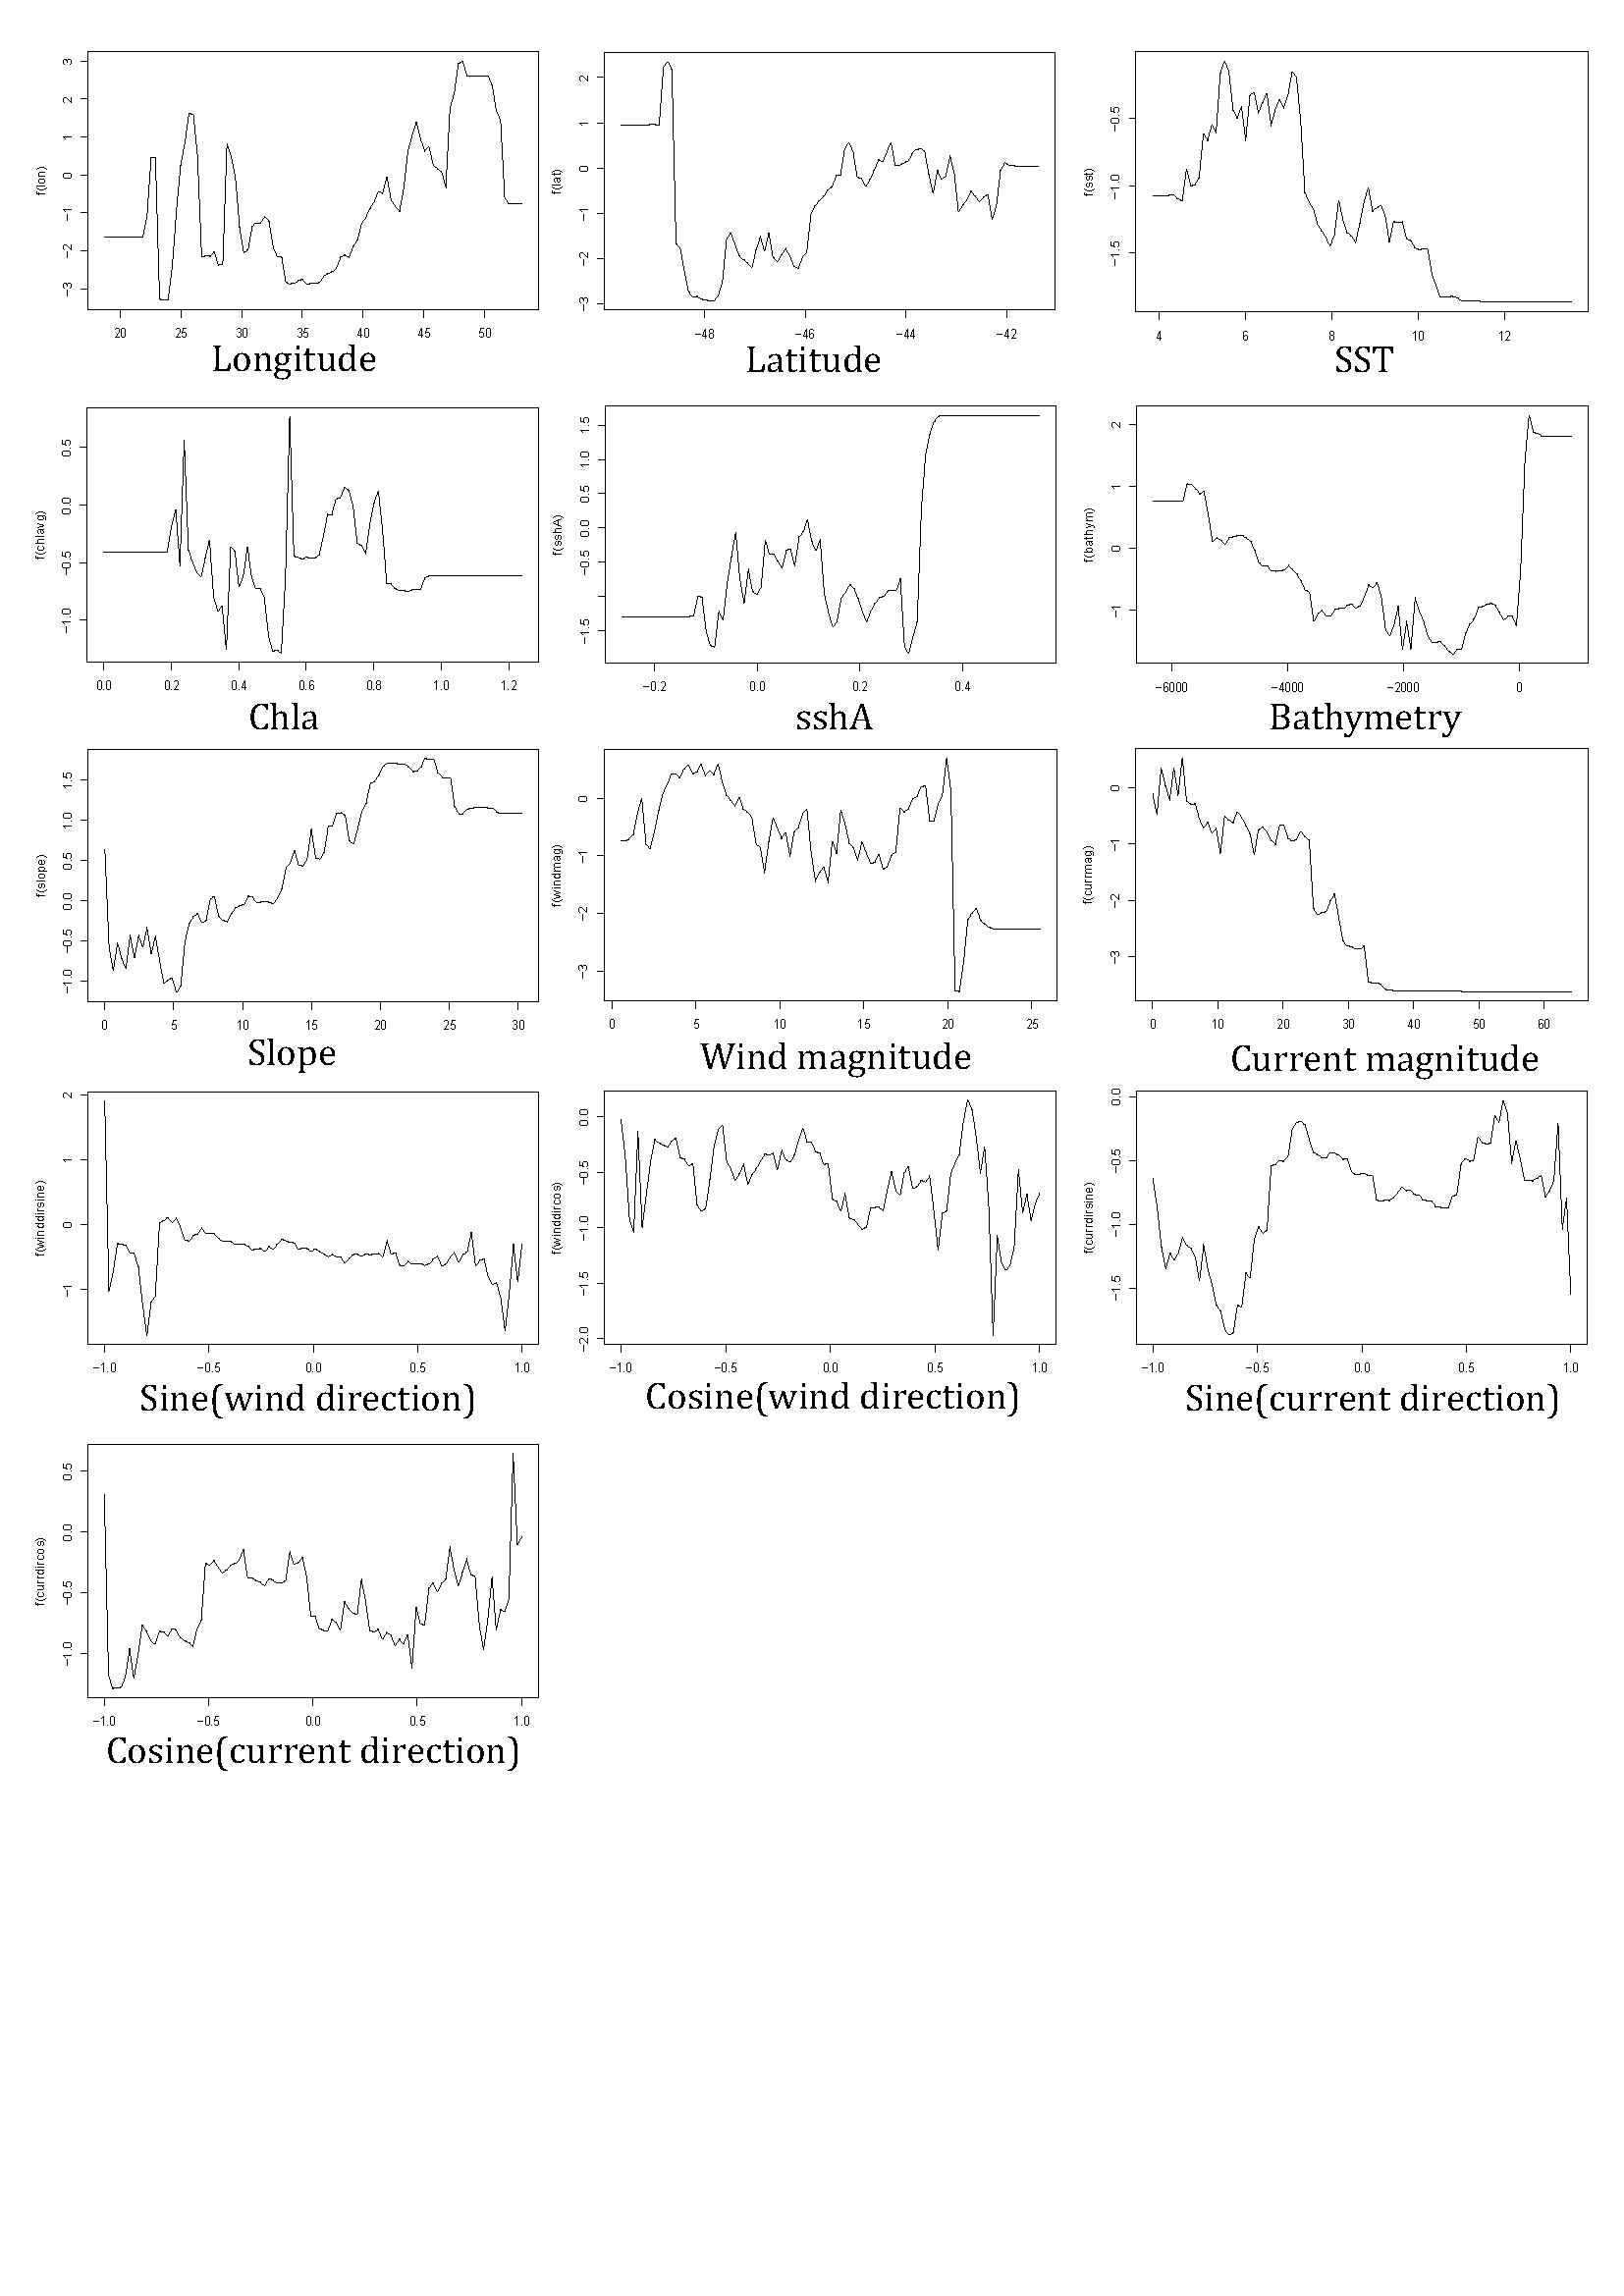 f(lon)
3
2
1
0
−1
−2
−3
20 25 30 35 40 45 50
Longitude
f(lat)
2
1
0
−1
−2
−3
−48 −46 −44 −42
Latitude
f(sst)
−0.5
−1.0
−1.5
4 6 8 10 12
SST
f(chlavg)
0.5
0.0
−0.5
−1.0
0.0 0.2 0.4 0.6 0.8 1.0 1.2
Chla
f(sshA)
1.5
1.0
0.5
0.0
−0.5
−1.5
−0.2 0.0 0.2 0.4
sshA
f(bathym)
2
1
0
−1
−6000 −4000 −2000 0
Bathymetry
f(slope)
1.5
1.0
0.5
0.0
−0.5
−1.0
0 5 10 15 20 25 30
Slope
f(windmag)
0
−1
−2
−3
0 5 10 15 20 25
Wind magnitude
f(currmag)
0
−1
−2
−3
0 10 20 30 40 50 60
Current magnitude
f(winddirsine)
2
1
0
−1
−1.0 −0.5 0.0 0.5 1.0
Sine(wind direction)
f(winddircos)
0.0
−0.5
−1.0
−1.5
−2.0
−1.0 −0.5 0.0 0.5 1.0
Cosine(wind direction)
f(currdirsine)
0.0
−0.5
−1.0
−1.5
−1.0 −0.5 0.0 0.5 1.0
Sine(current direction)
f(currdircos)
0.5
0.0
−0.5
−1.0
−1.0 −0.5 0.0 0.5 1.0
Cosine(current direction)